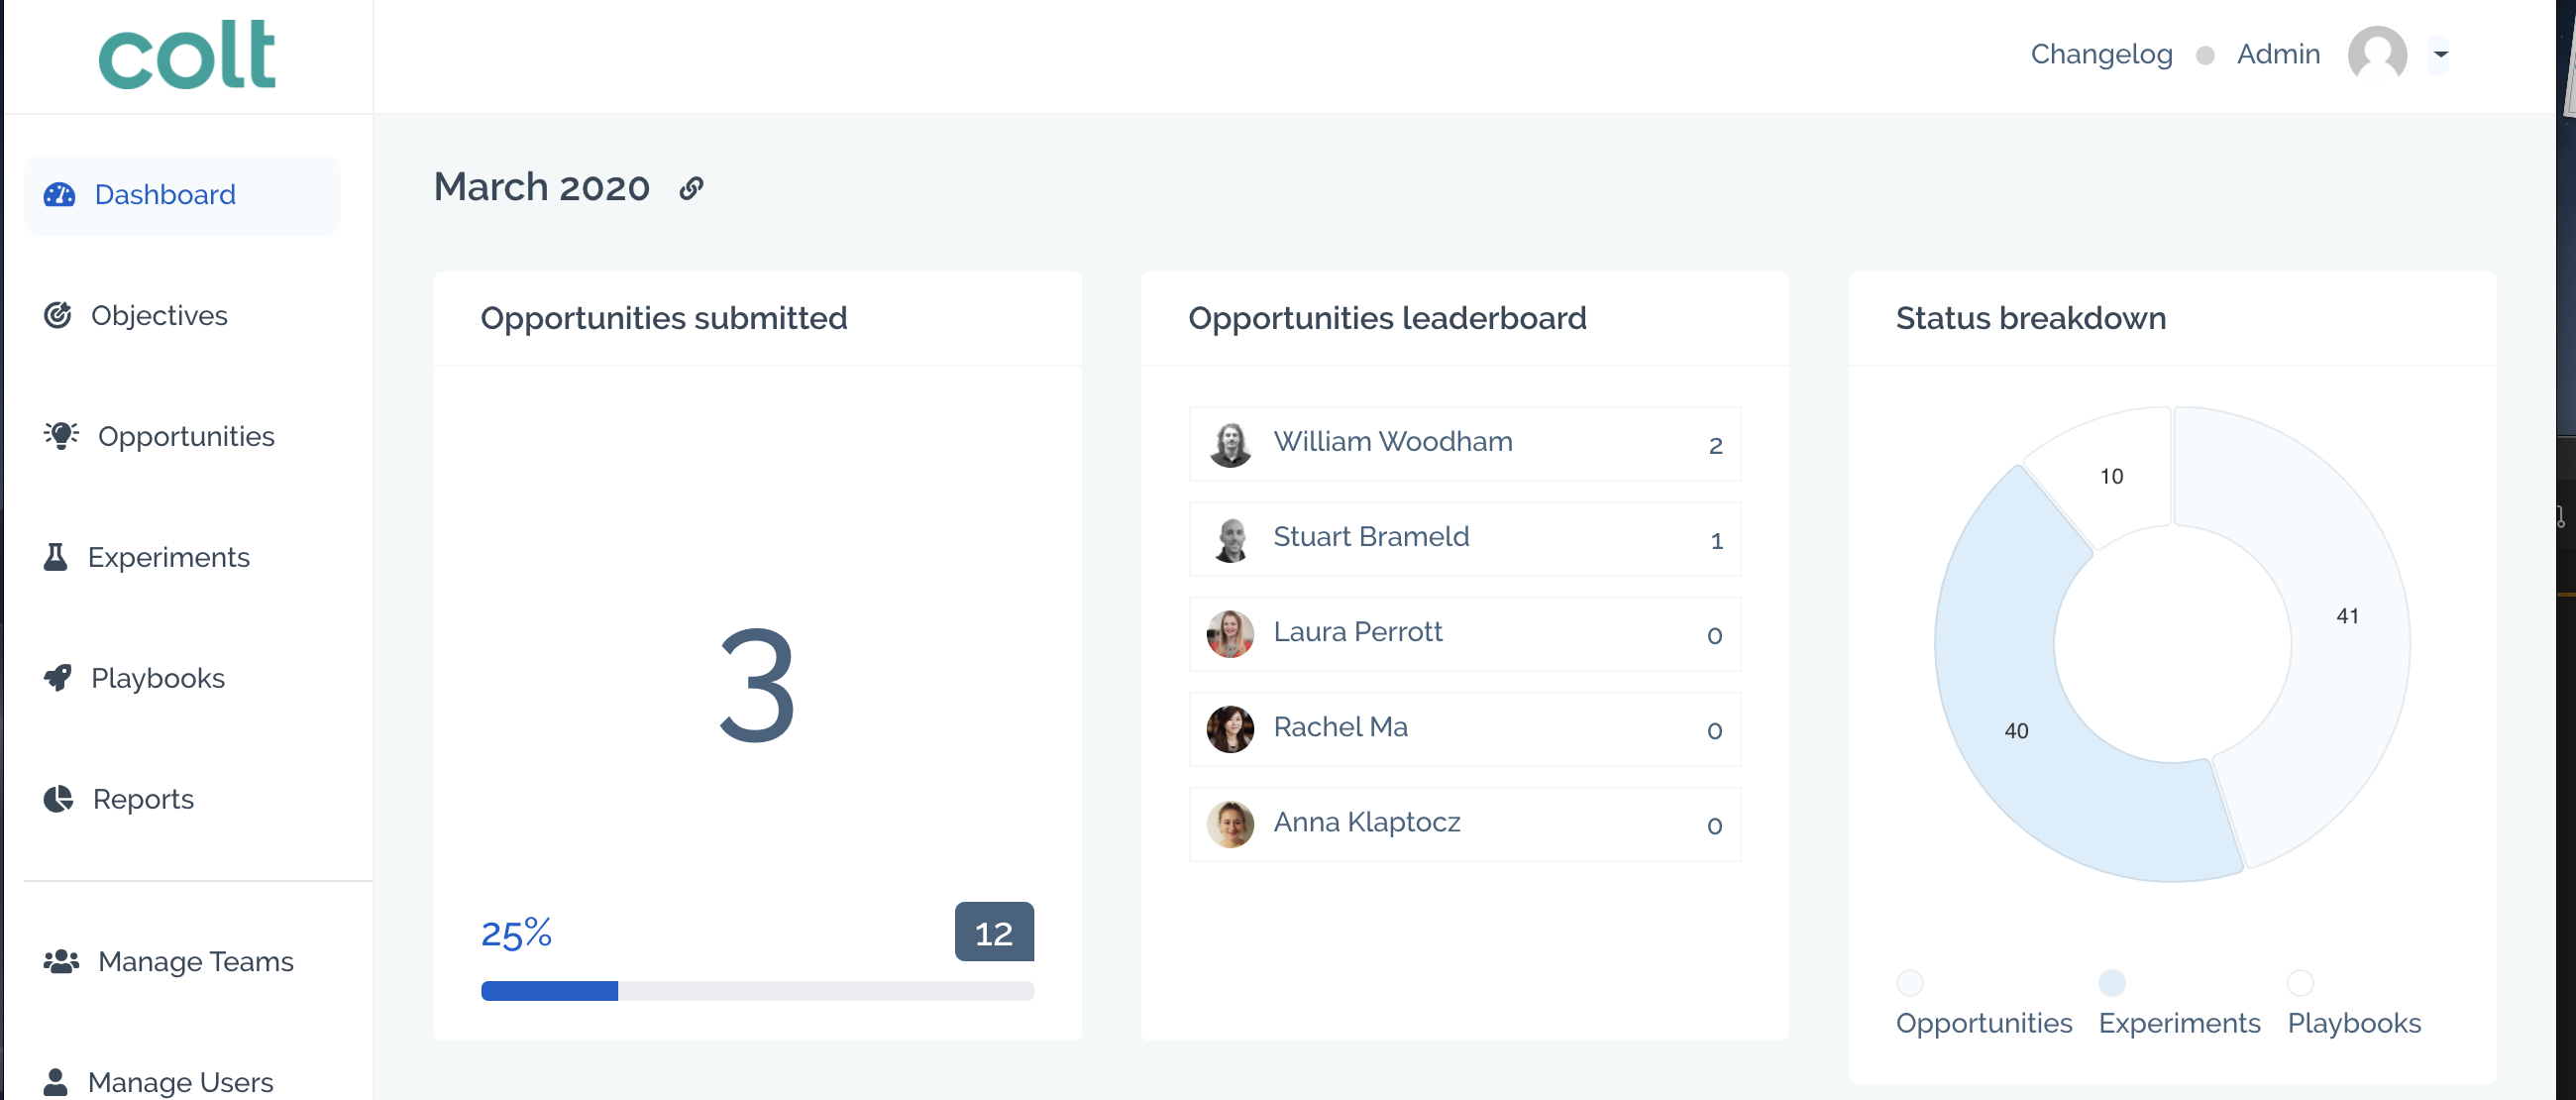 colt
Changelog
Admin
Dashboard
Objectives
Opportunities
Experiments
Playbooks
Reports
Manage Teams
Manage Users
March 2020
Opportunities submitted
3
25%
12
Opportunities leaderboard
William Woodham 2
Stuart Brameld 1
Laura Perrott 0
Rachel Ma 0
Anna Klaptocz 0
Status breakdown
10
41
40
Opportunities
Experiments
Playbooks